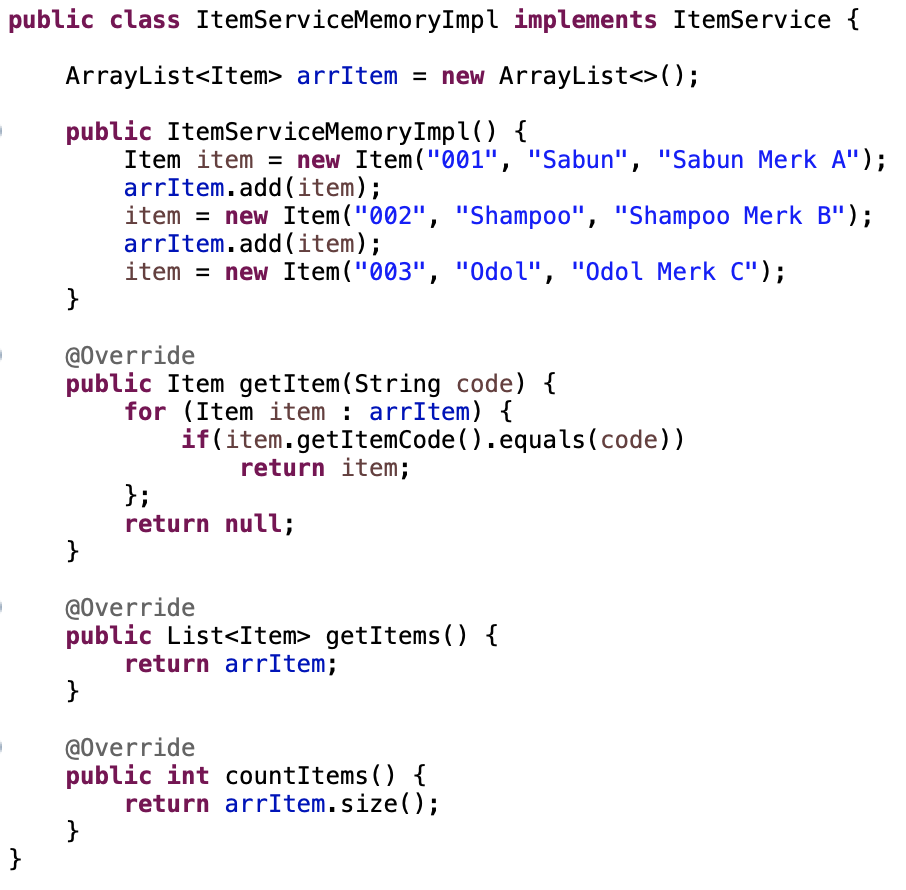 public class ItemServiceMemoryImpl implements ItemService {
    ArrayList<Item> arrItem = new ArrayList<>();
    public ItemServiceMemoryImpl() {
        Item item = new Item("001", "Sabun", "Sabun Merk A");
        arrItem.add(item);
        item = new Item("002", "Shampoo", "Shampoo Merk B");
        arrItem.add(item);
        item = new Item("003", "Odol", "Odol Merk C");
    }
    @Override
    public Item getItem(String code) {
        for (Item item : arrItem) {
            if(item.getItemCode().equals(code))
                return item;
        };
        return null;
    }
    @Override
    public List<Item> getItems() {
        return arrItem;
    }
    @Override
    public int countItems() {
        return arrItem.size();
    }
}